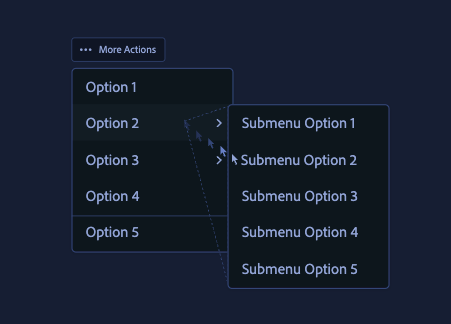 More Actions
Option 1
Option 2
Option 3
Option 4
Option 5
Submenu Option 1
Submenu Option 2
Submenu Option 3
Submenu Option 4
Submenu Option 5